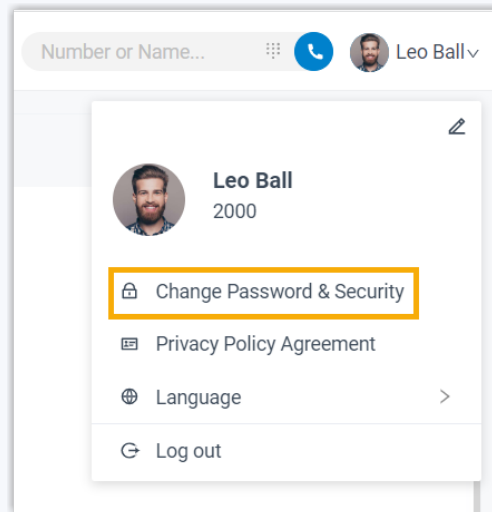 Number or Name...
Leo Ball
Leo Ball
2000
Change Password & Security
Privacy Policy Agreement
Language
Log out